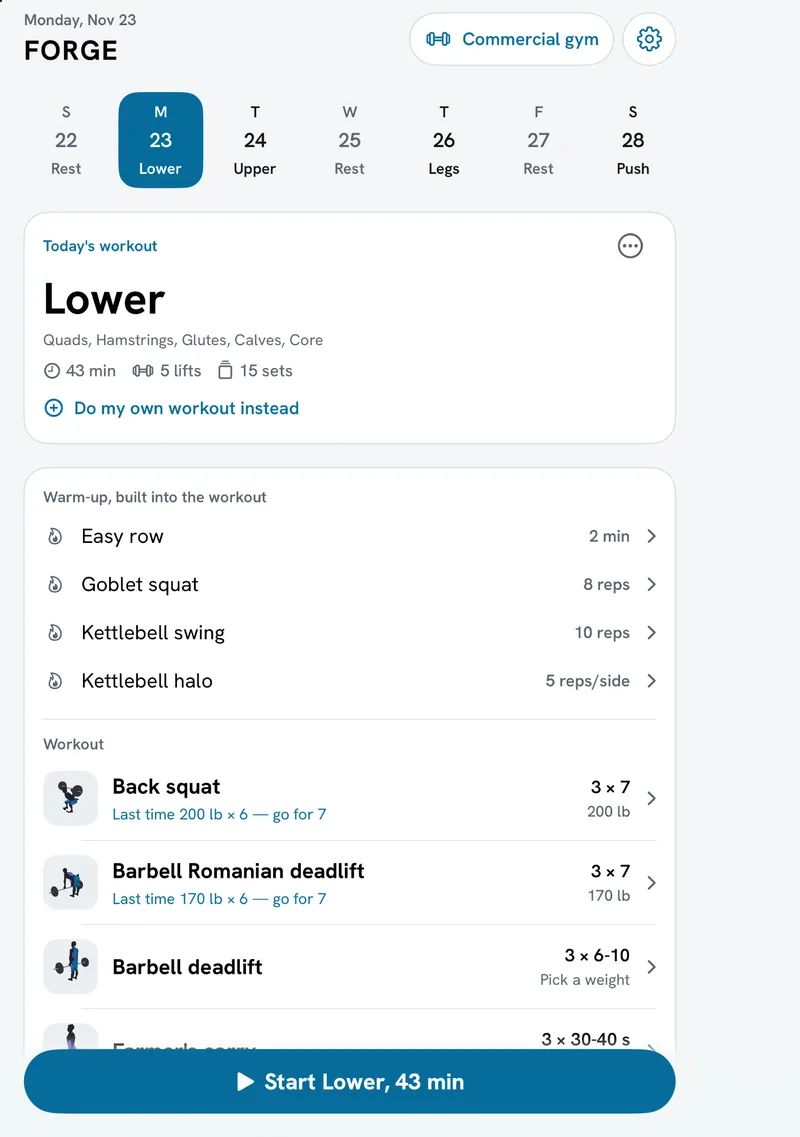 Monday, Nov 23
FORGE
Commercial gym
S M T W T F S
22 23 24 25 26 27 28
Rest Lower Upper Rest Legs Rest Push
Today's workout
Lower
Quads, Hamstrings, Glutes, Calves, Core
43 min 5 lifts 15 sets
Do my own workout instead
Warm-up, built into the workout
Easy row 2 min
Goblet squat 8 reps
Kettlebell swing 10 reps
Kettlebell halo 5 reps/side
Workout
Back squat 3 × 7
Last time 200 lb × 6 — go for 7 200 lb
Barbell Romanian deadlift 3 × 7
Last time 170 lb × 6 — go for 7 170 lb
Barbell deadlift 3 × 6-10
Pick a weight
Farmer's carry 3 × 30-40 s
Start Lower, 43 min